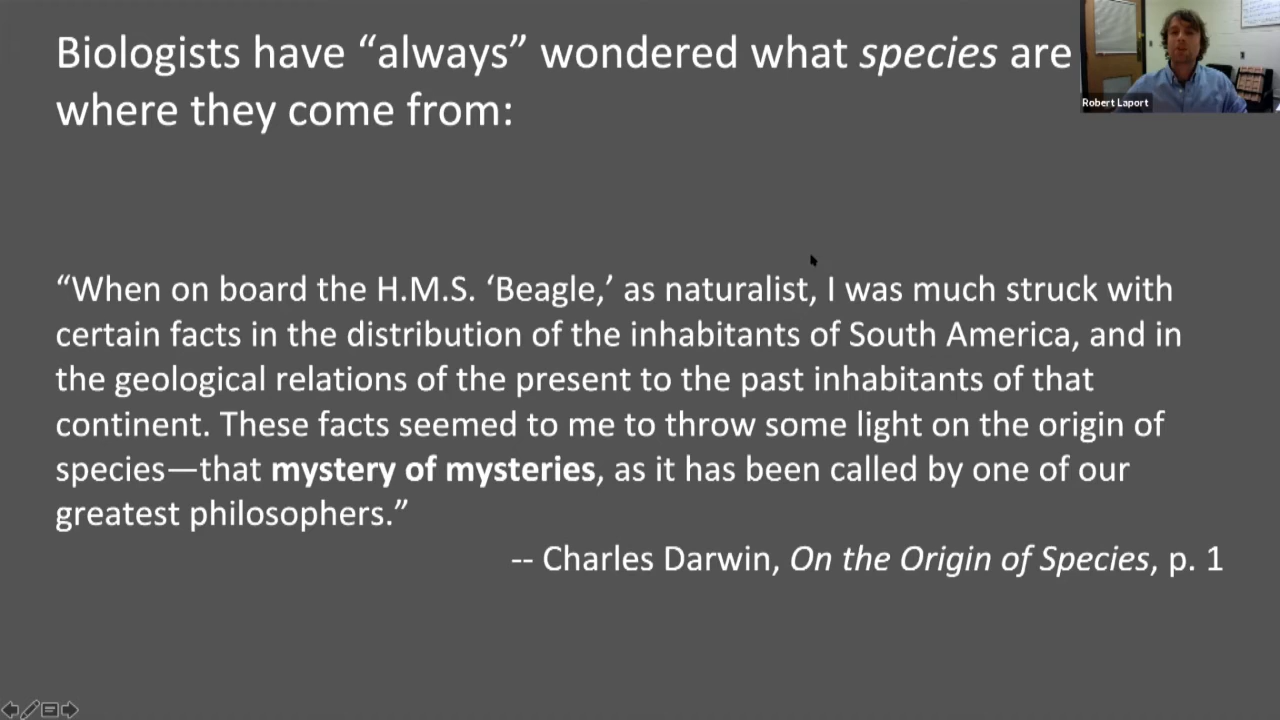 Biologists have “always” wondered what species are
where they come from:
Robert Laport
“When on board the H.M.S. ‘Beagle,’ as naturalist, I was much struck with
certain facts in the distribution of the inhabitants of South America, and in
the geological relations of the present to the past inhabitants of that
continent. These facts seemed to me to throw some light on the origin of
species—that mystery of mysteries, as it has been called by one of our
greatest philosophers.”
-- Charles Darwin, On the Origin of Species, p. 1